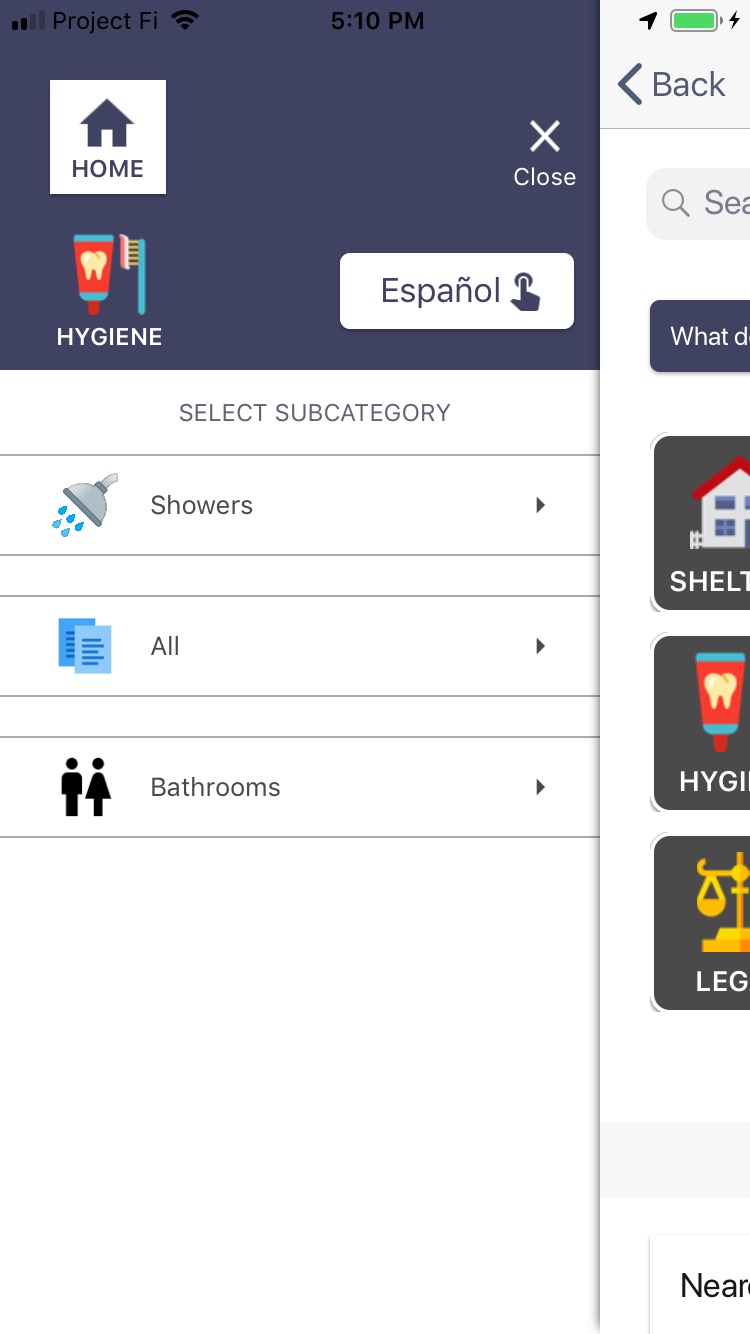 Project Fi
5:10 PM
HOME
Close
HYGIENE
Español
SELECT SUBCATEGORY
Showers
All
Bathrooms
Back
Sea
What d
SHELT
HYGI
LEG
Near